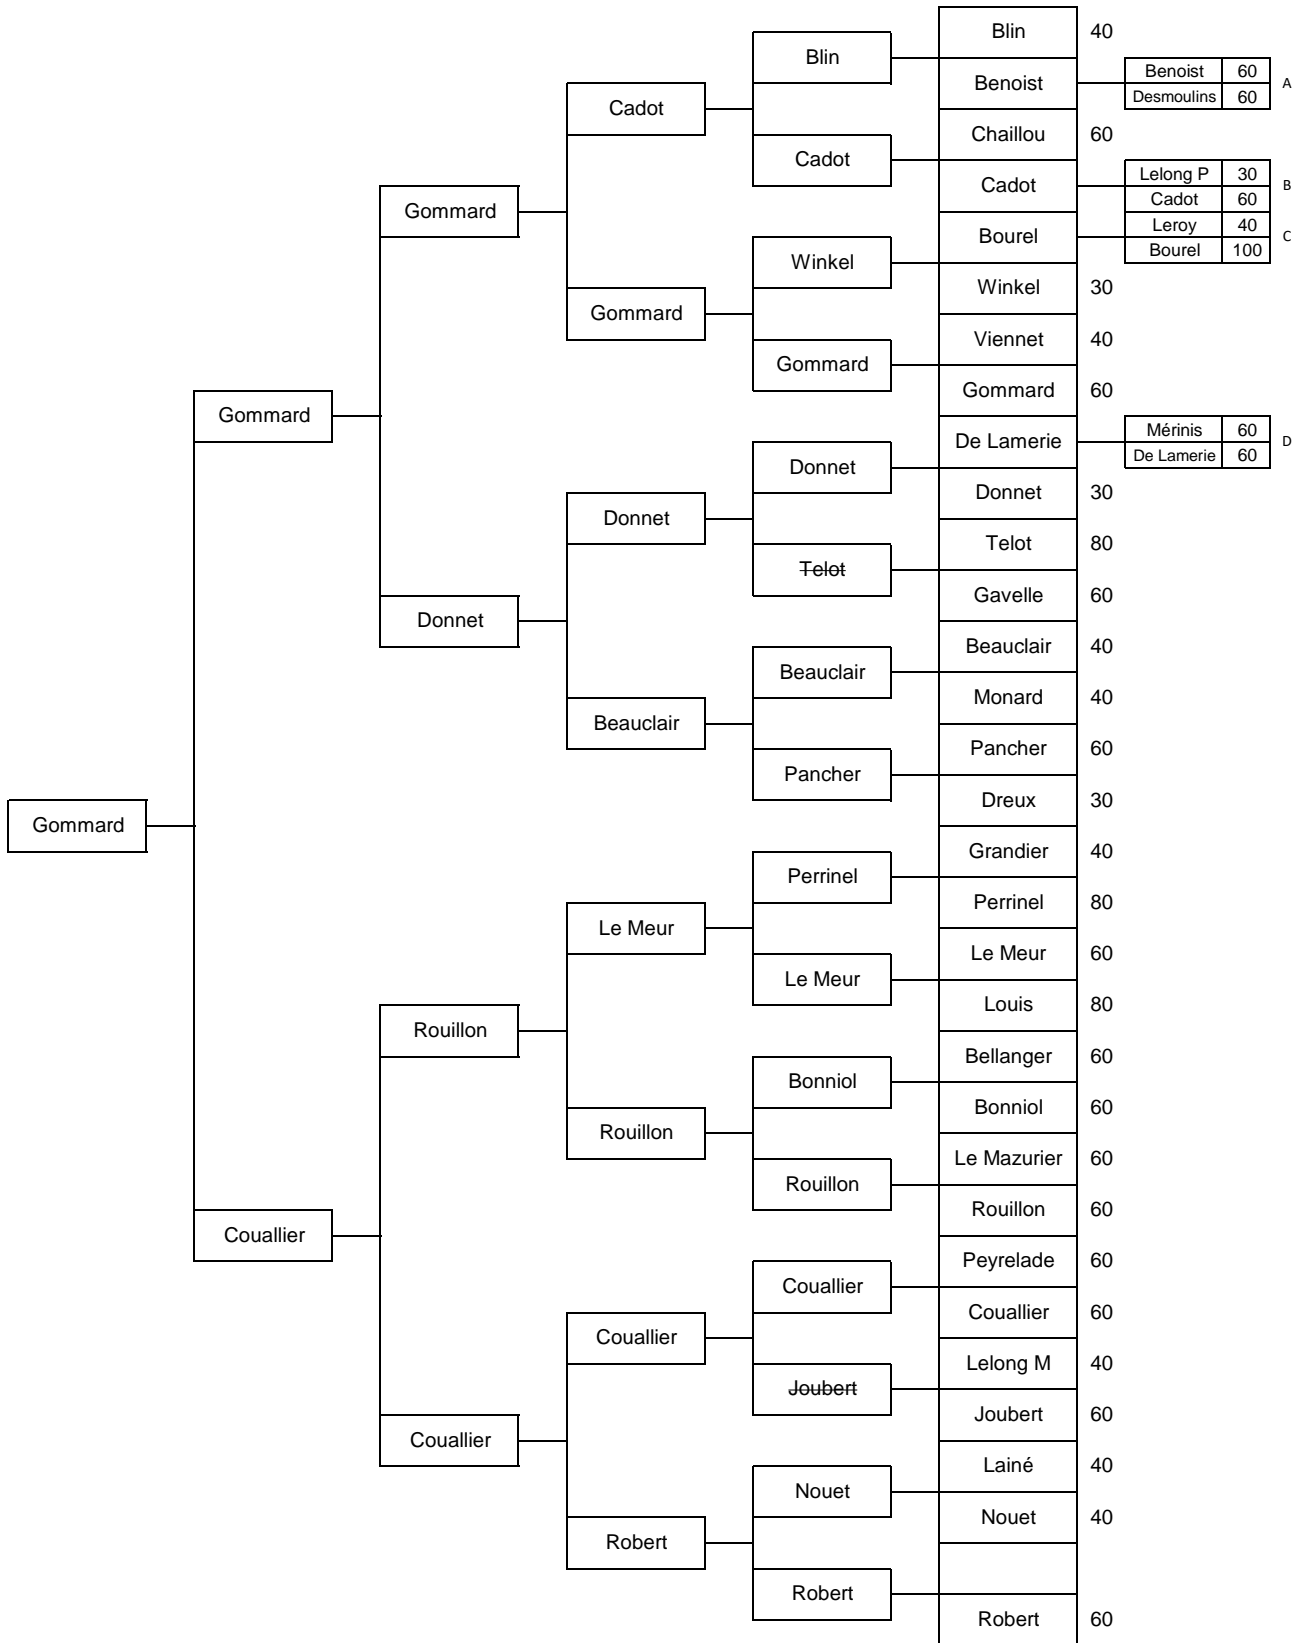 Blin 40
Blin
Benoist 60
Benoist
Desmoulins 60
A
Cadot
Chaillou 60
Cadot
Lelong P 30
B
Cadot
Cadot 60
Gommard
Leroy 40
Bourel
C
Bourel 100
Winkel
Winkel 30
Gommard
Viennet 40
Gommard
Gommard 60
Gommard
Mérinis 60
De Lamerie
D
De Lamerie 60
Donnet
Donnet 30
Donnet
Telot 80
Telot
Gavelle 60
Donnet
Beauclair 40
Beauclair
Monard 40
Beauclair
Pancher 60
Pancher
Dreux 30
Gommard
Grandier 40
Perrinel
Perrinel 80
Le Meur
Le Meur 60
Le Meur
Louis 80
Rouillon
Bellanger 60
Bonniol
Bonniol 60
Rouillon
Le Mazurier 60
Rouillon
Rouillon 60
Couallier
Peyrelade 60
Couallier
Couallier 60
Couallier
Lelong M 40
Joubert
Joubert 60
Couallier
Lainé 40
Nouet
Nouet 40
Robert
Robert
Robert 60